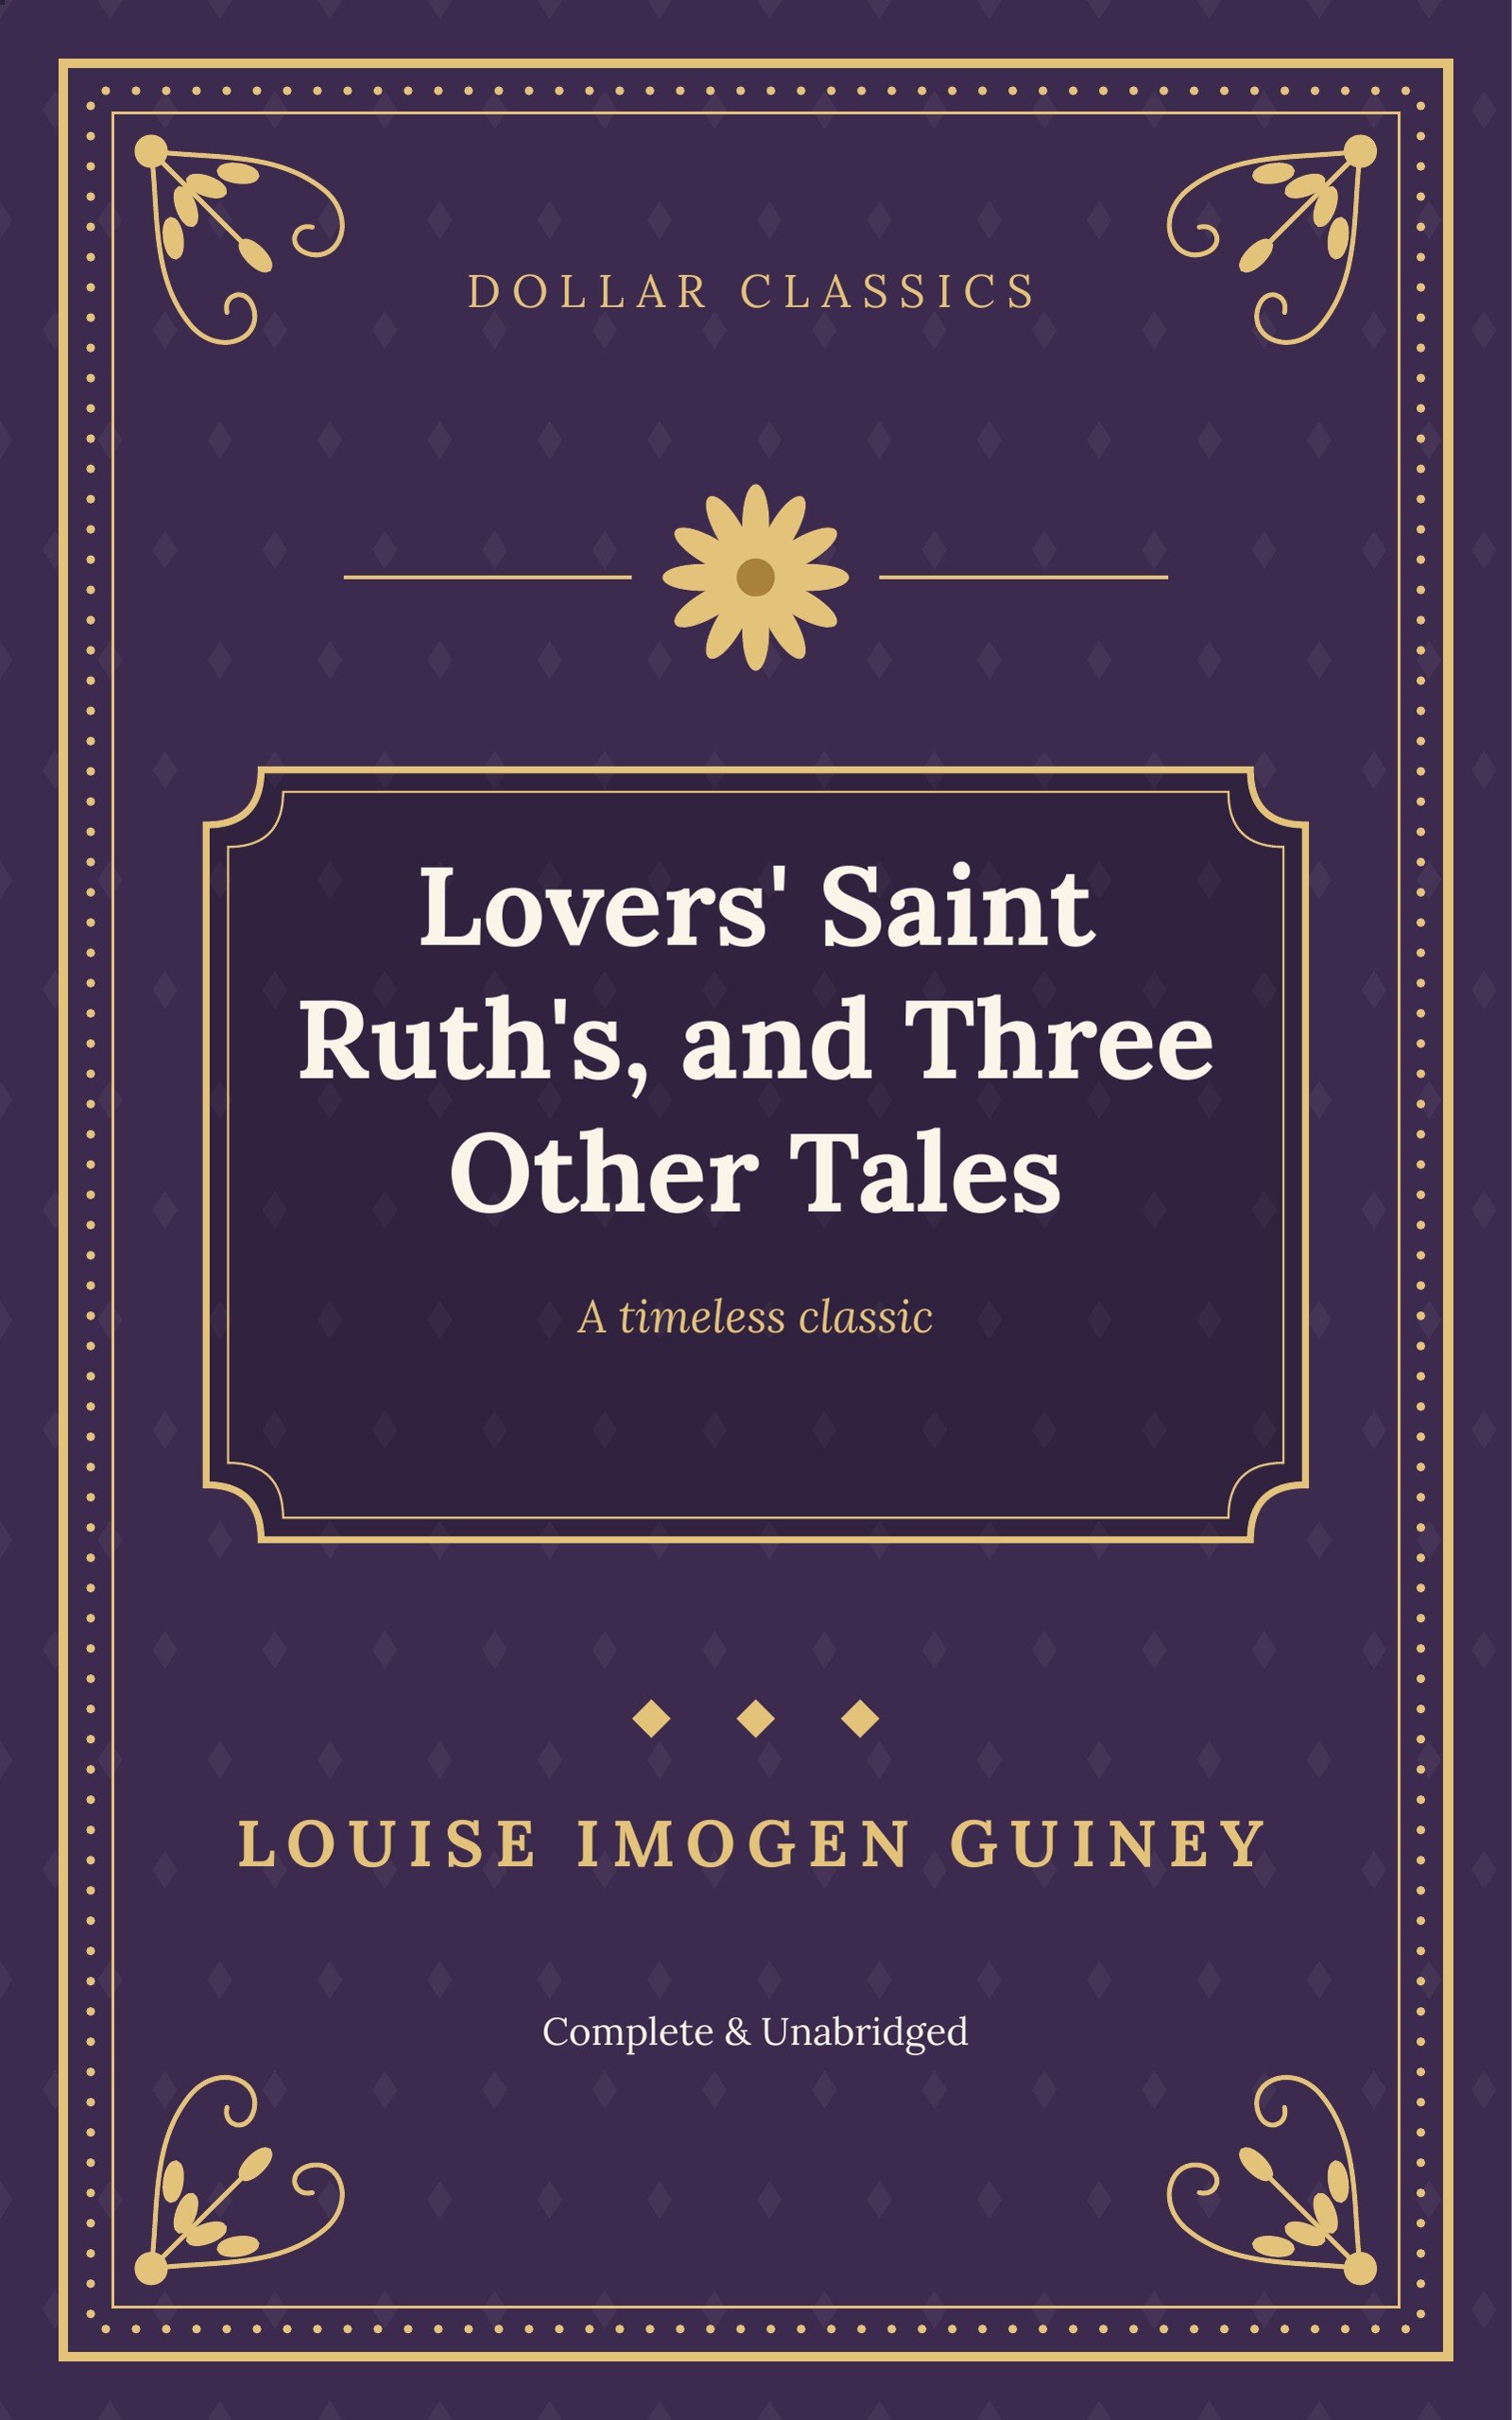 DOLLAR CLASSICS
Lovers' Saint
Ruth's, and Three
Other Tales
A timeless classic
LOUISE IMOGEN GUINEY
Complete & Unabridged